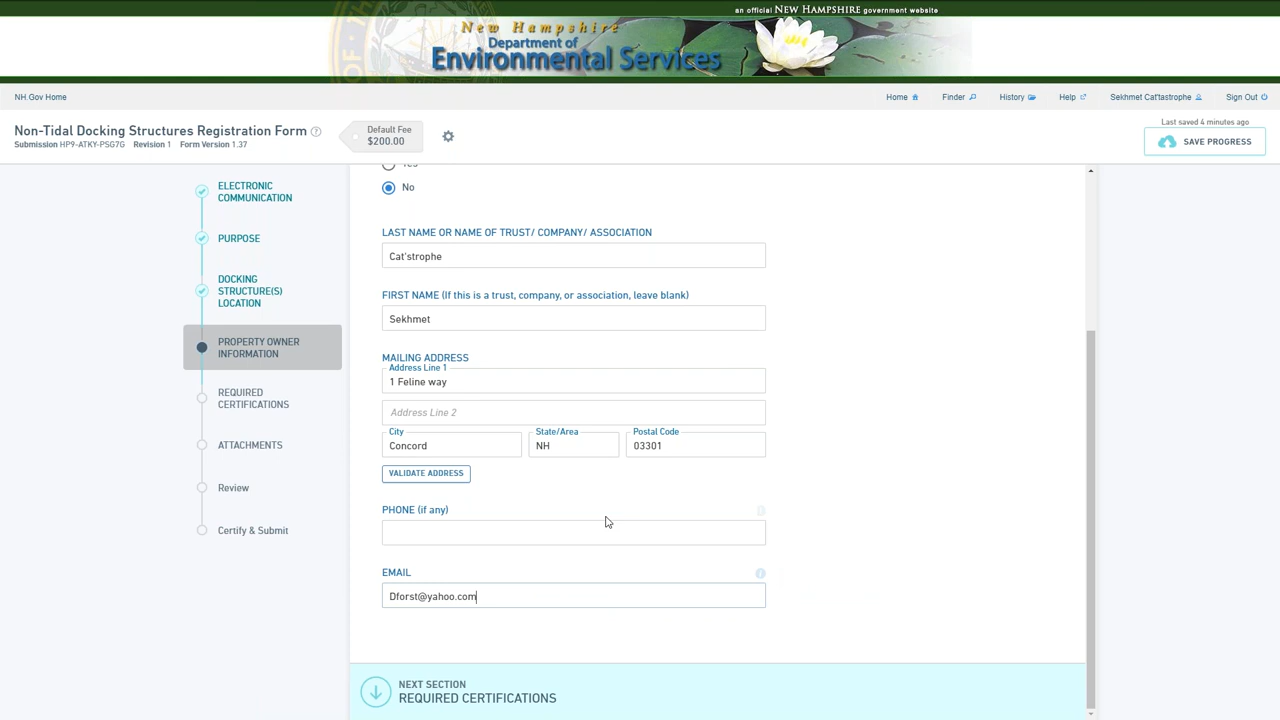 an official NEW HAMPSHIRE government website
New Hampshire
Department of
Environmental Services
NH.Gov Home
Home
Finder
History
Help
Sekhmet Cat'tastrophe
Sign Out
Non-Tidal Docking Structures Registration Form
Submission HP9-ATKY-PSG7G Revision 1 Form Version 1.37
Default Fee
$200.00
Last saved 4 minutes ago
SAVE PROGRESS
ELECTRONIC
COMMUNICATION
PURPOSE
DOCKING
STRUCTURE(S)
LOCATION
PROPERTY OWNER
INFORMATION
REQUIRED
CERTIFICATIONS
ATTACHMENTS
Review
Certify & Submit
Yes
No
LAST NAME OR NAME OF TRUST/ COMPANY/ ASSOCIATION
Cat'strophe
FIRST NAME (If this is a trust, company, or association, leave blank)
Sekhmet
MAILING ADDRESS
Address Line 1
1 Feline way
Address Line 2
City
Concord
State/Area
NH
Postal Code
03301
VALIDATE ADDRESS
PHONE (if any)
EMAIL
Dforst@yahoo.com
NEXT SECTION
REQUIRED CERTIFICATIONS